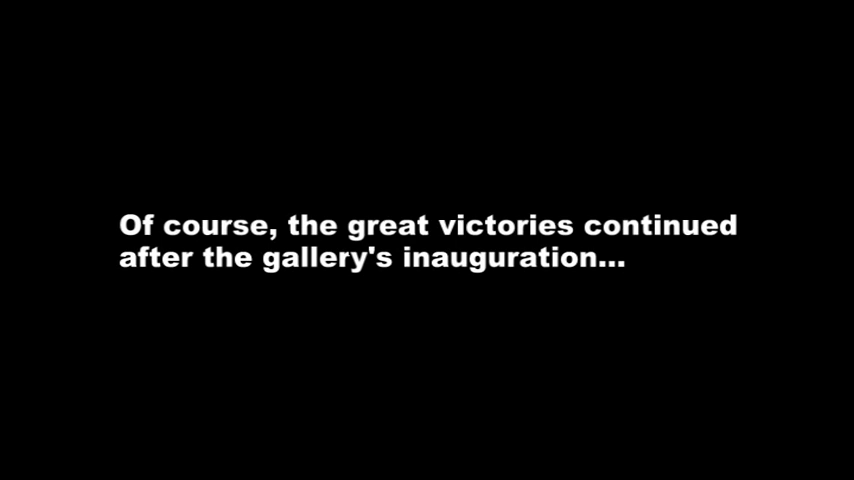 Of course, the great victories continued
after the gallery's inauguration...